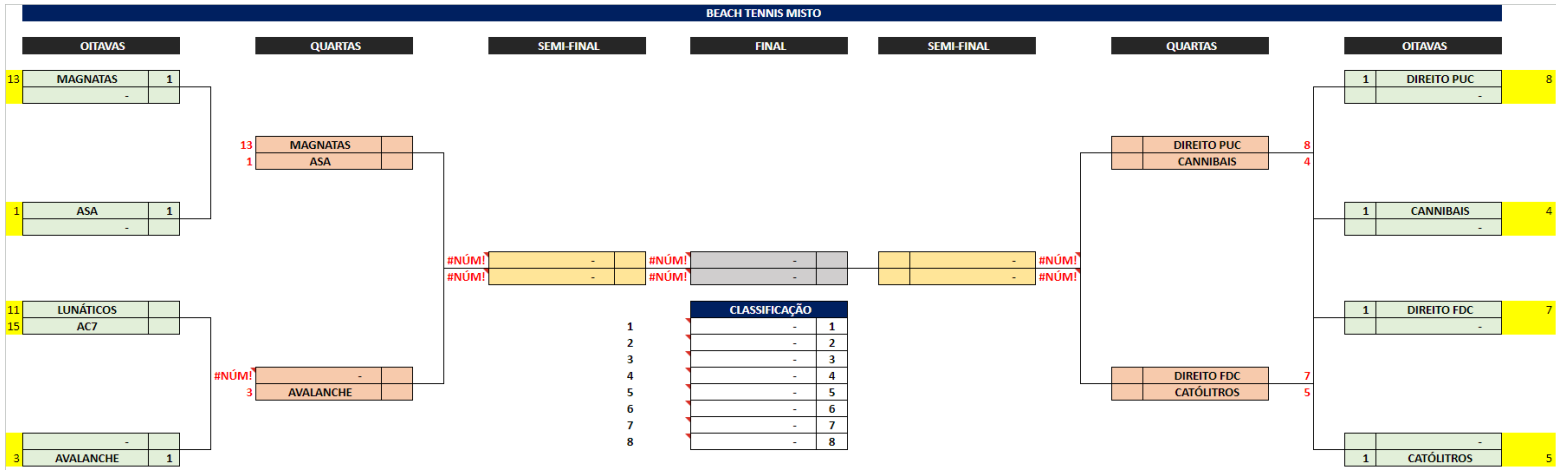 BEACH TENNIS MISTO
OITAVAS QUARTAS SEMI-FINAL FINAL SEMI-FINAL QUARTAS OITAVAS
13 MAGNATAS 1 1 DIREITO PUC 8
- -
13 MAGNATAS DIREITO PUC 8
1 ASA CANNIBAIS 4
1 ASA 1 1 CANNIBAIS 4
- -
#NÚM! - #NÚM! - - #NÚM!
#NÚM! - #NÚM! - - #NÚM!
11 LUNÁTICOS CLASSIFICAÇÃO 1 DIREITO FDC 7
15 AC7 1 - 1 -
2 - 2
3 - 3
#NÚM! - 4 - 4 DIREITO FDC 7
3 AVALANCHE 5 - 5 CATÓLITROS 5
6 - 6
7 - 7
- 8 - 8 -
3 AVALANCHE 1 1 CATÓLITROS 5